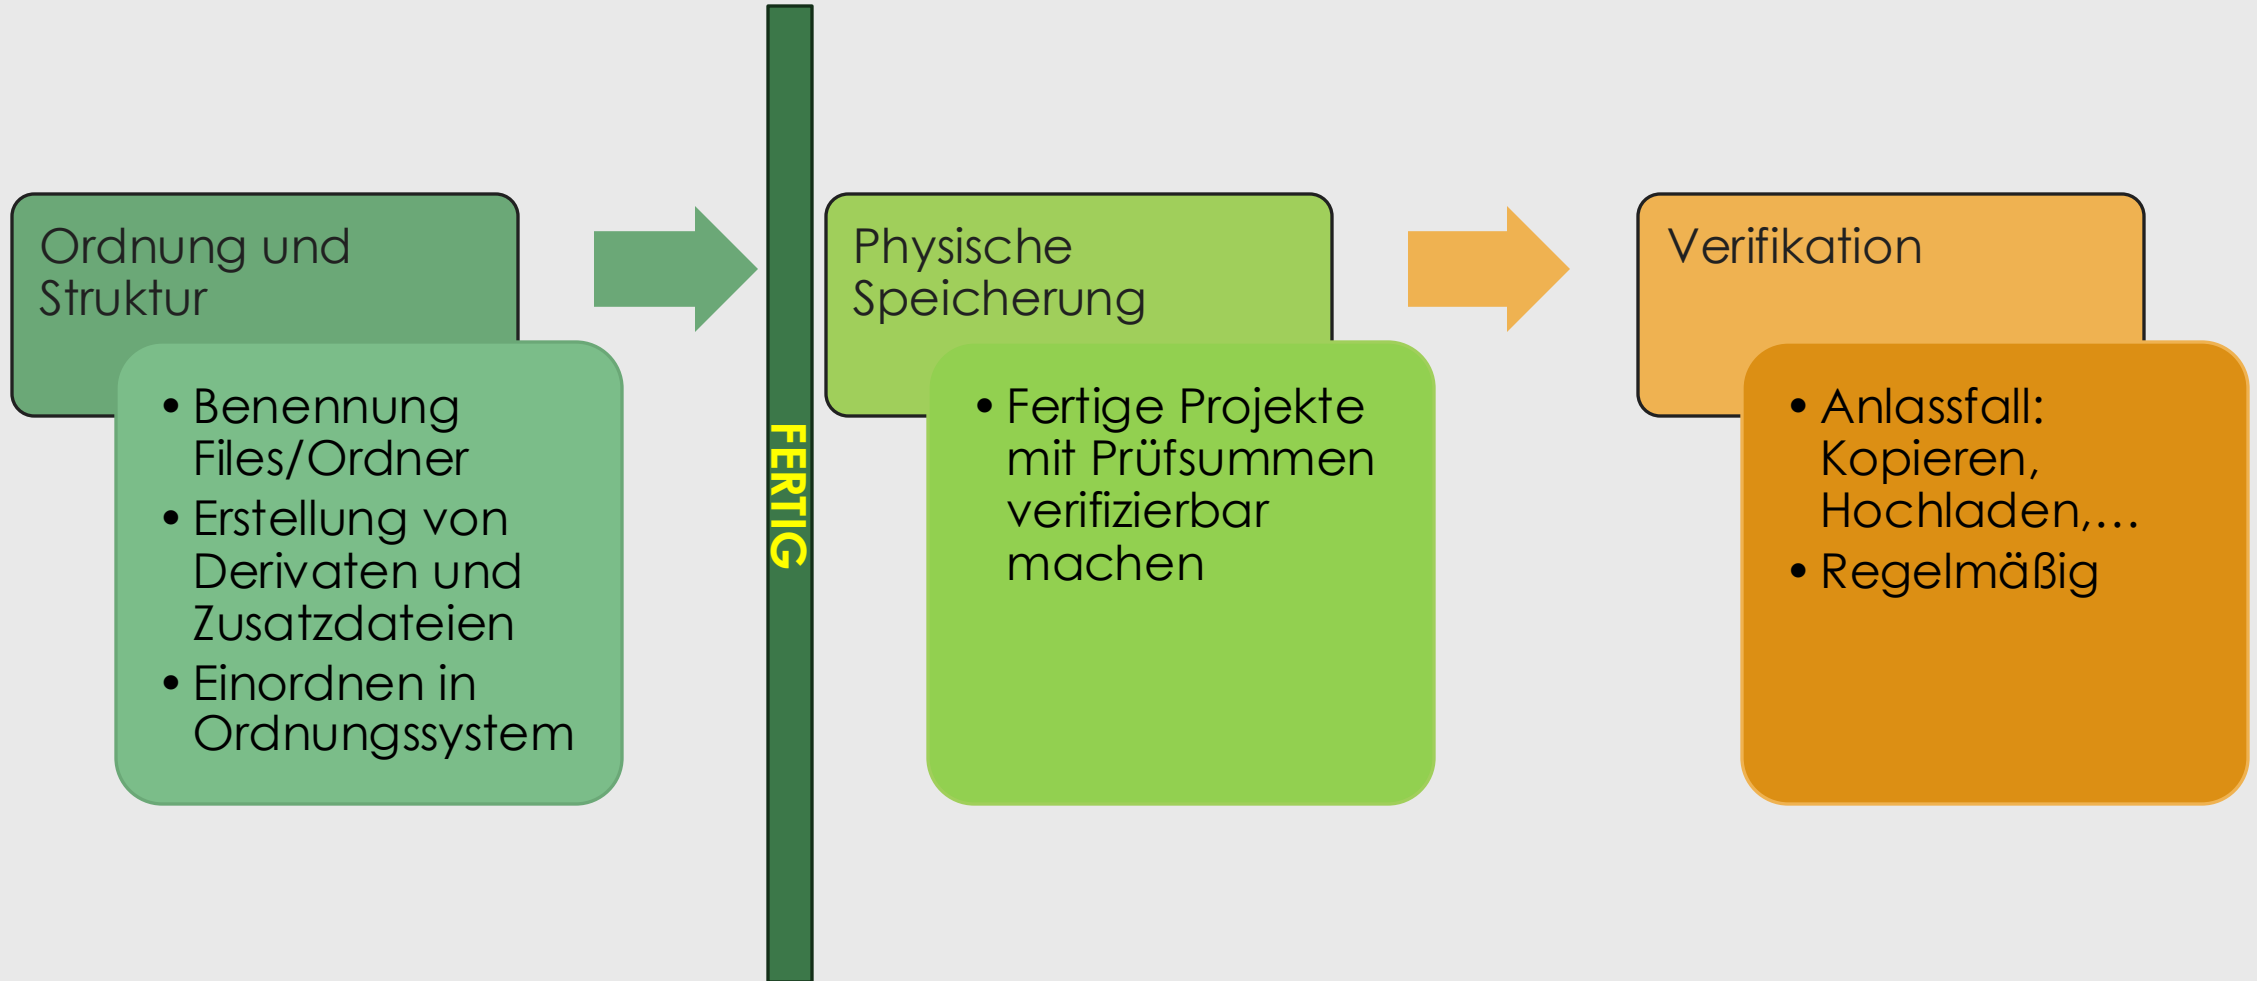 Ordnung und
Struktur
• Benennung
Files/Ordner
• Erstellung von
Derivaten und
Zusatzdateien
• Einordnen in
Ordnungssystem
FERTIG
Physische
Speicherung
• Fertige Projekte
mit Prüfsummen
verifizierbar
machen
Verifikation
• Anlassfall:
Kopieren,
Hochladen,…
• Regelmäßig